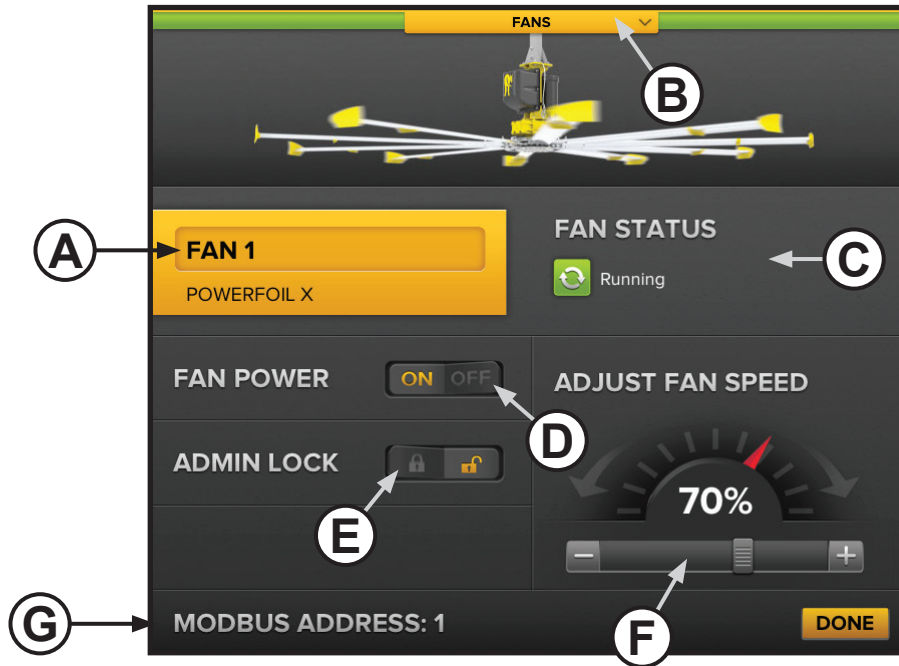 FANS
B
A
FAN 1
POWERFOIL X
FAN STATUS
Running
C
FAN POWER
ON OFF
D
ADMIN LOCK
E
ADJUST FAN SPEED
70%
− +
F
G
MODBUS ADDRESS: 1
DONE